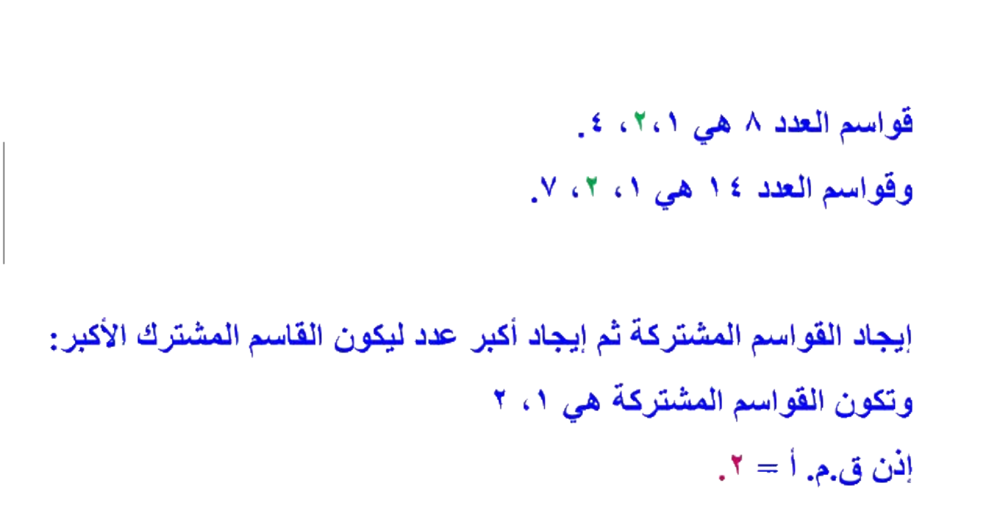 قواسم العدد ٨ هي ١،٢، ٤.
وقواسم العدد ١٤ هي ١، ٢، ٧.
إيجاد القواسم المشتركة ثم إيجاد أكبر عدد ليكون القاسم المشترك الأكبر:
وتكون القواسم المشتركة هي ١، ٢
إذن ق.م. أ = ٢.